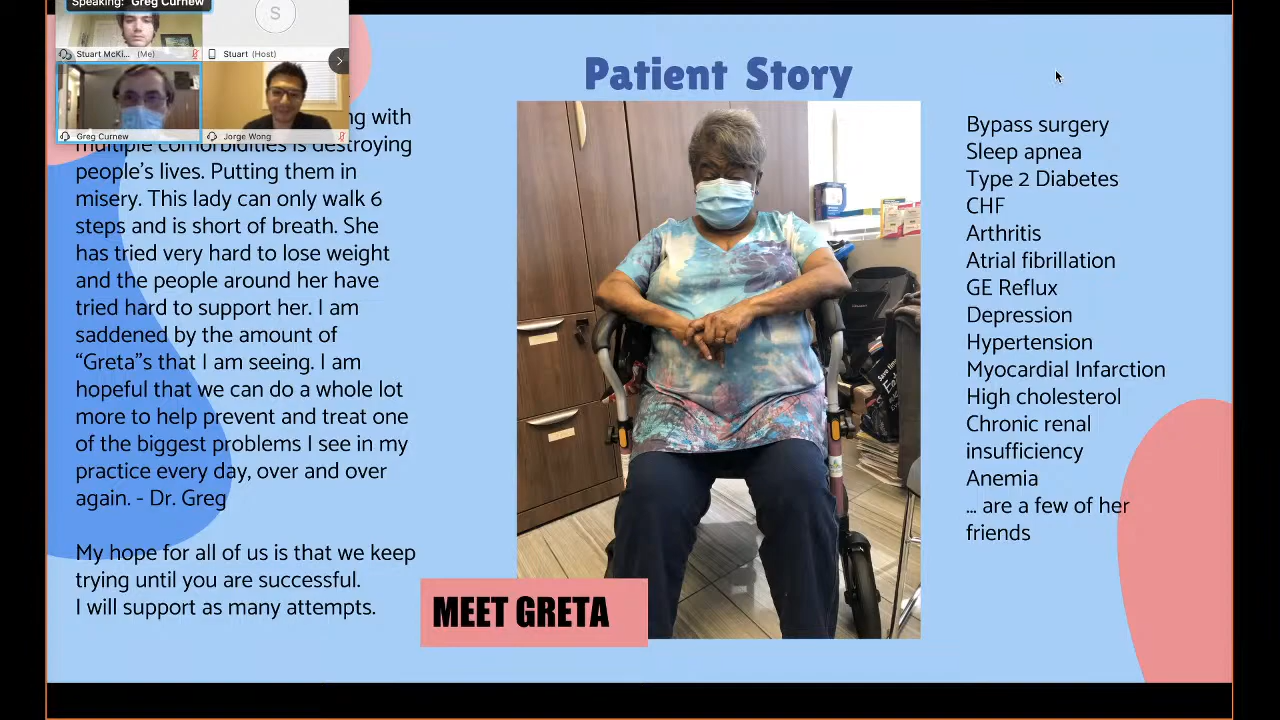 Speaking: Greg Curnew
S
Stuart McKi... (Me)
Stuart (Host)
Greg Curnew
Jorge Wong
Patient Story
ng with
multiple comorbidities is destroying
people's lives. Putting them in
misery. This lady can only walk 6
steps and is short of breath. She
has tried very hard to lose weight
and the people around her have
tried hard to support her. I am
saddened by the amount of
“Greta”s that I am seeing. I am
hopeful that we can do a whole lot
more to help prevent and treat one
of the biggest problems I see in my
practice every day, over and over
again. - Dr. Greg
My hope for all of us is that we keep
trying until you are successful.
I will support as many attempts.
MEET GRETA
Bypass surgery
Sleep apnea
Type 2 Diabetes
CHF
Arthritis
Atrial fibrillation
GE Reflux
Depression
Hypertension
Myocardial Infarction
High cholesterol
Chronic renal
insufficiency
Anemia
... are a few of her
friends